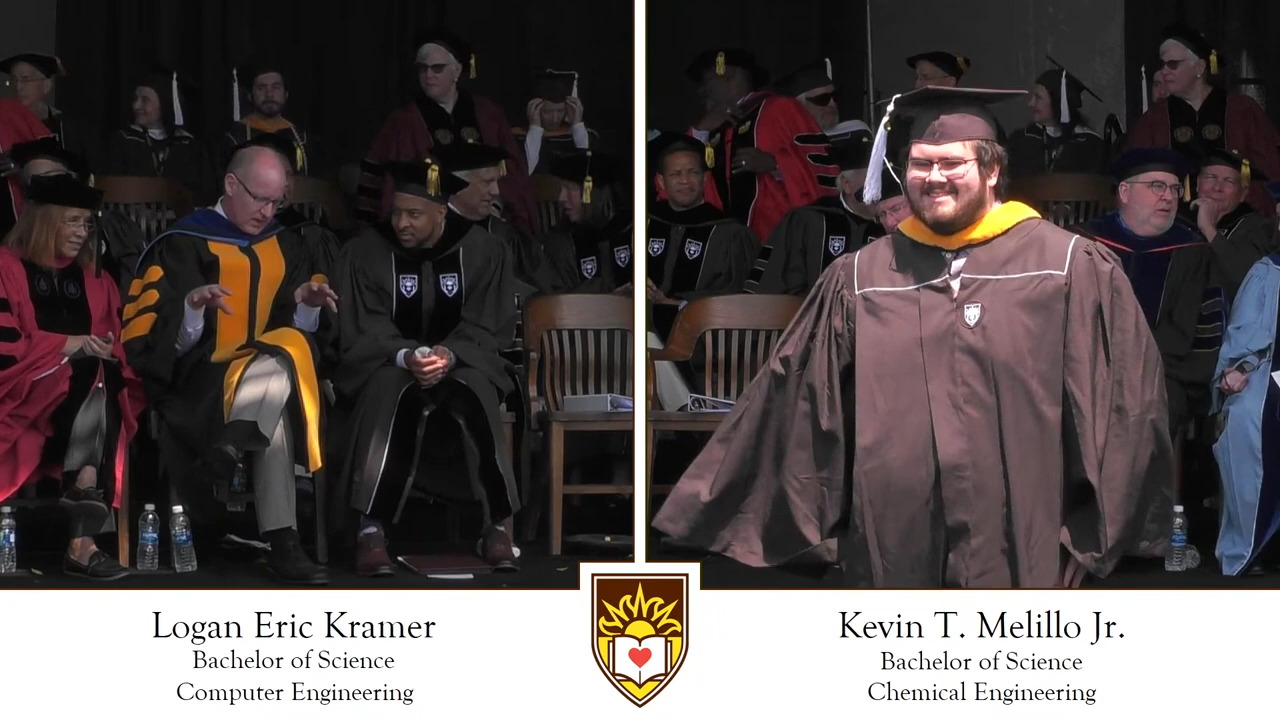 Logan Eric Kramer
Bachelor of Science
Computer Engineering
Kevin T. Melillo Jr.
Bachelor of Science
Chemical Engineering